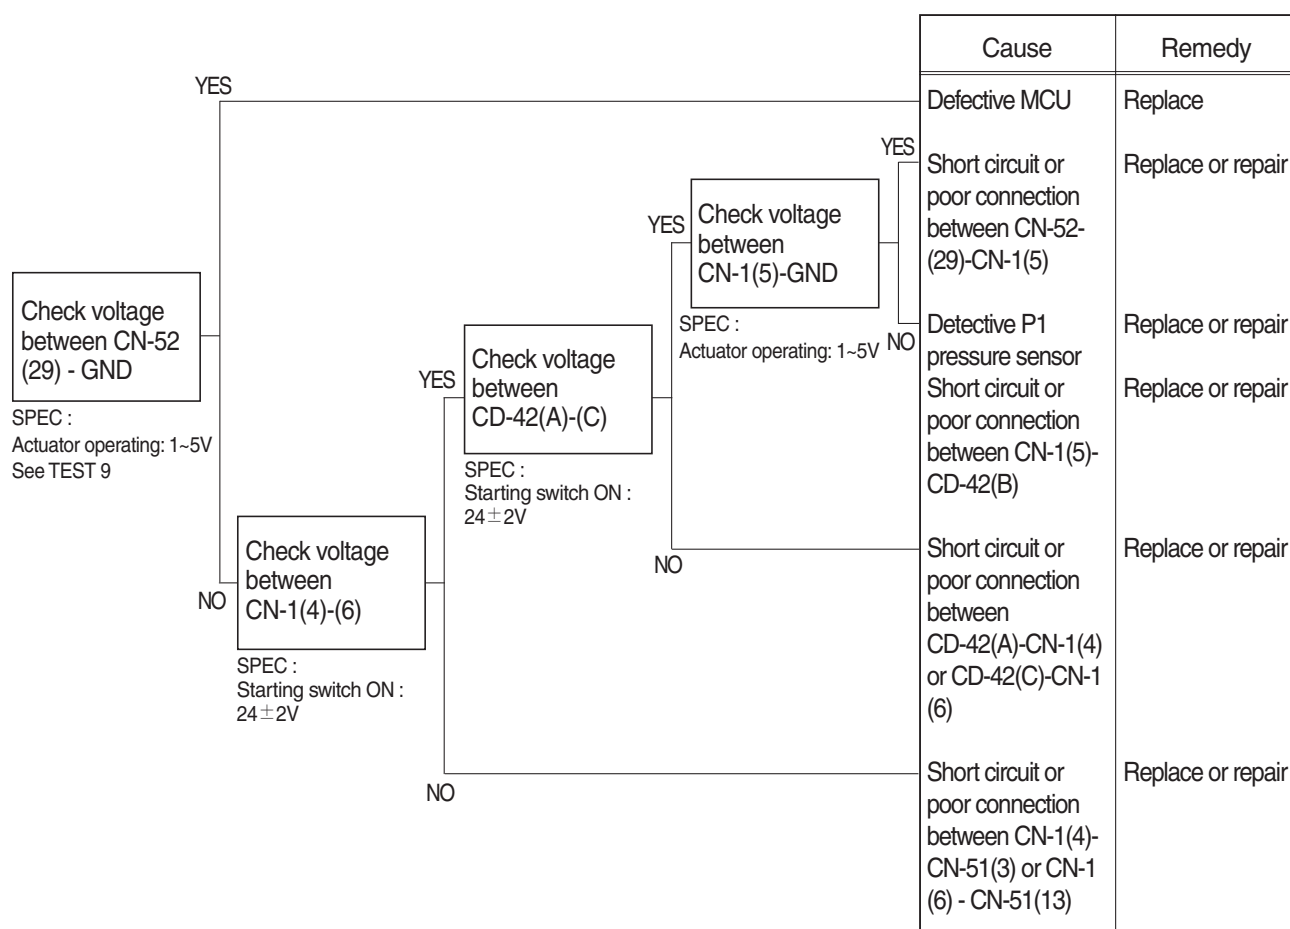 Cause
Remedy
YES
Defective MCU
Replace
YES
Short circuit or
poor connection
between CN-52-
(29)-CN-1(5)
Replace or repair
YES
Check voltage
between
CN-1(5)-GND
SPEC :
Actuator operating: 1~5V
NO
Detective P1
pressure sensor
Replace or repair
Short circuit or
poor connection
between CN-1(5)-
CD-42(B)
Replace or repair
Check voltage
between CN-52
(29) - GND
SPEC :
Actuator operating: 1~5V
See TEST 9
YES
Check voltage
between
CD-42(A)-(C)
SPEC :
Starting switch ON :
24±2V
NO
Short circuit or
poor connection
between
CD-42(A)-CN-1(4)
or CD-42(C)-CN-1
(6)
Replace or repair
NO
Check voltage
between
CN-1(4)-(6)
SPEC :
Starting switch ON :
24±2V
NO
Short circuit or
poor connection
between CN-1(4)-
CN-51(3) or CN-1
(6) - CN-51(13)
Replace or repair